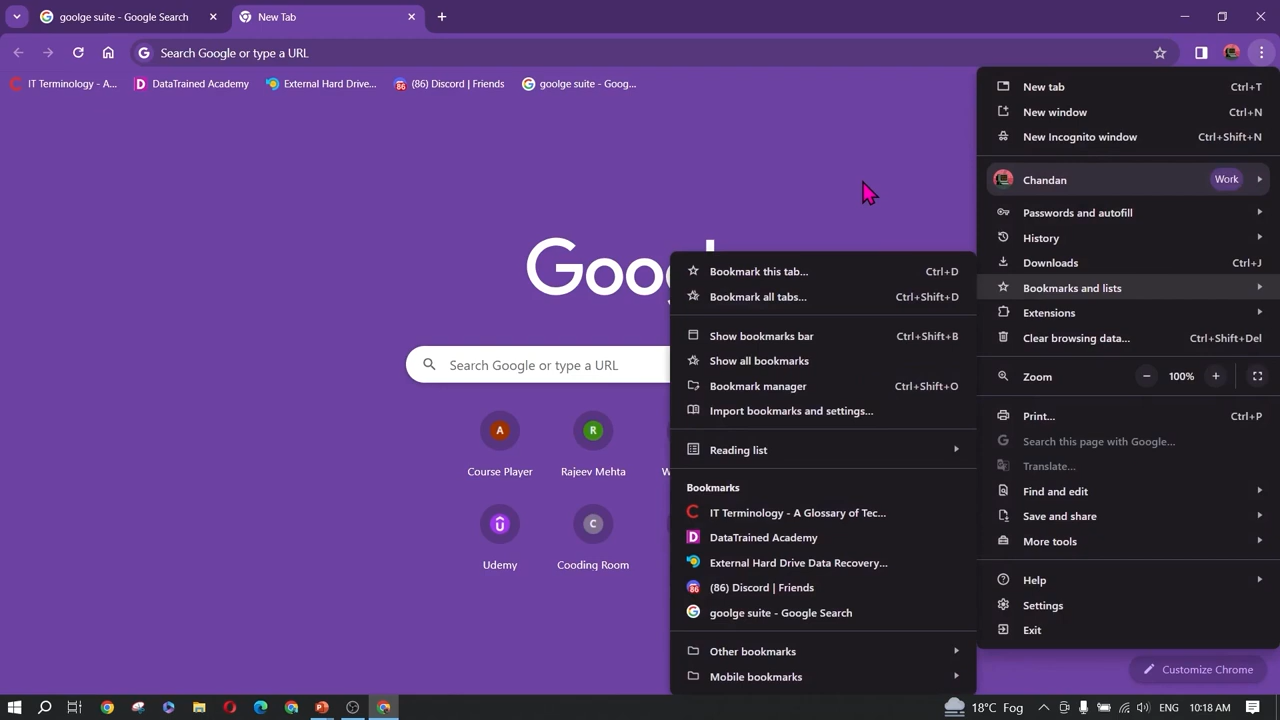 goolge suite - Google Search
New Tab
Search Google or type a URL
IT Terminology - A...
DataTrained Academy
External Hard Drive...
(86) Discord | Friends
goolge suite - Goog...
New tab Ctrl+T
New window Ctrl+N
New Incognito window Ctrl+Shift+N
Chandan Work
Passwords and autofill
History
Downloads Ctrl+J
Bookmarks and lists
Extensions
Clear browsing data... Ctrl+Shift+Del
Zoom − 100% +
Print... Ctrl+P
Search this page with Google...
Translate...
Find and edit
Save and share
More tools
Help
Settings
Exit
Bookmark this tab... Ctrl+D
Bookmark all tabs... Ctrl+Shift+D
Show bookmarks bar Ctrl+Shift+B
Show all bookmarks
Bookmark manager Ctrl+Shift+O
Import bookmarks and settings...
Reading list
Bookmarks
IT Terminology - A Glossary of Tec...
DataTrained Academy
External Hard Drive Data Recovery...
(86) Discord | Friends
goolge suite - Google Search
Other bookmarks
Mobile bookmarks
Search Google or type a URL
A
R
Course Player
Rajeev Mehta
C
Udemy
Cooding Room
Customize Chrome
18°C Fog
ENG
10:18 AM